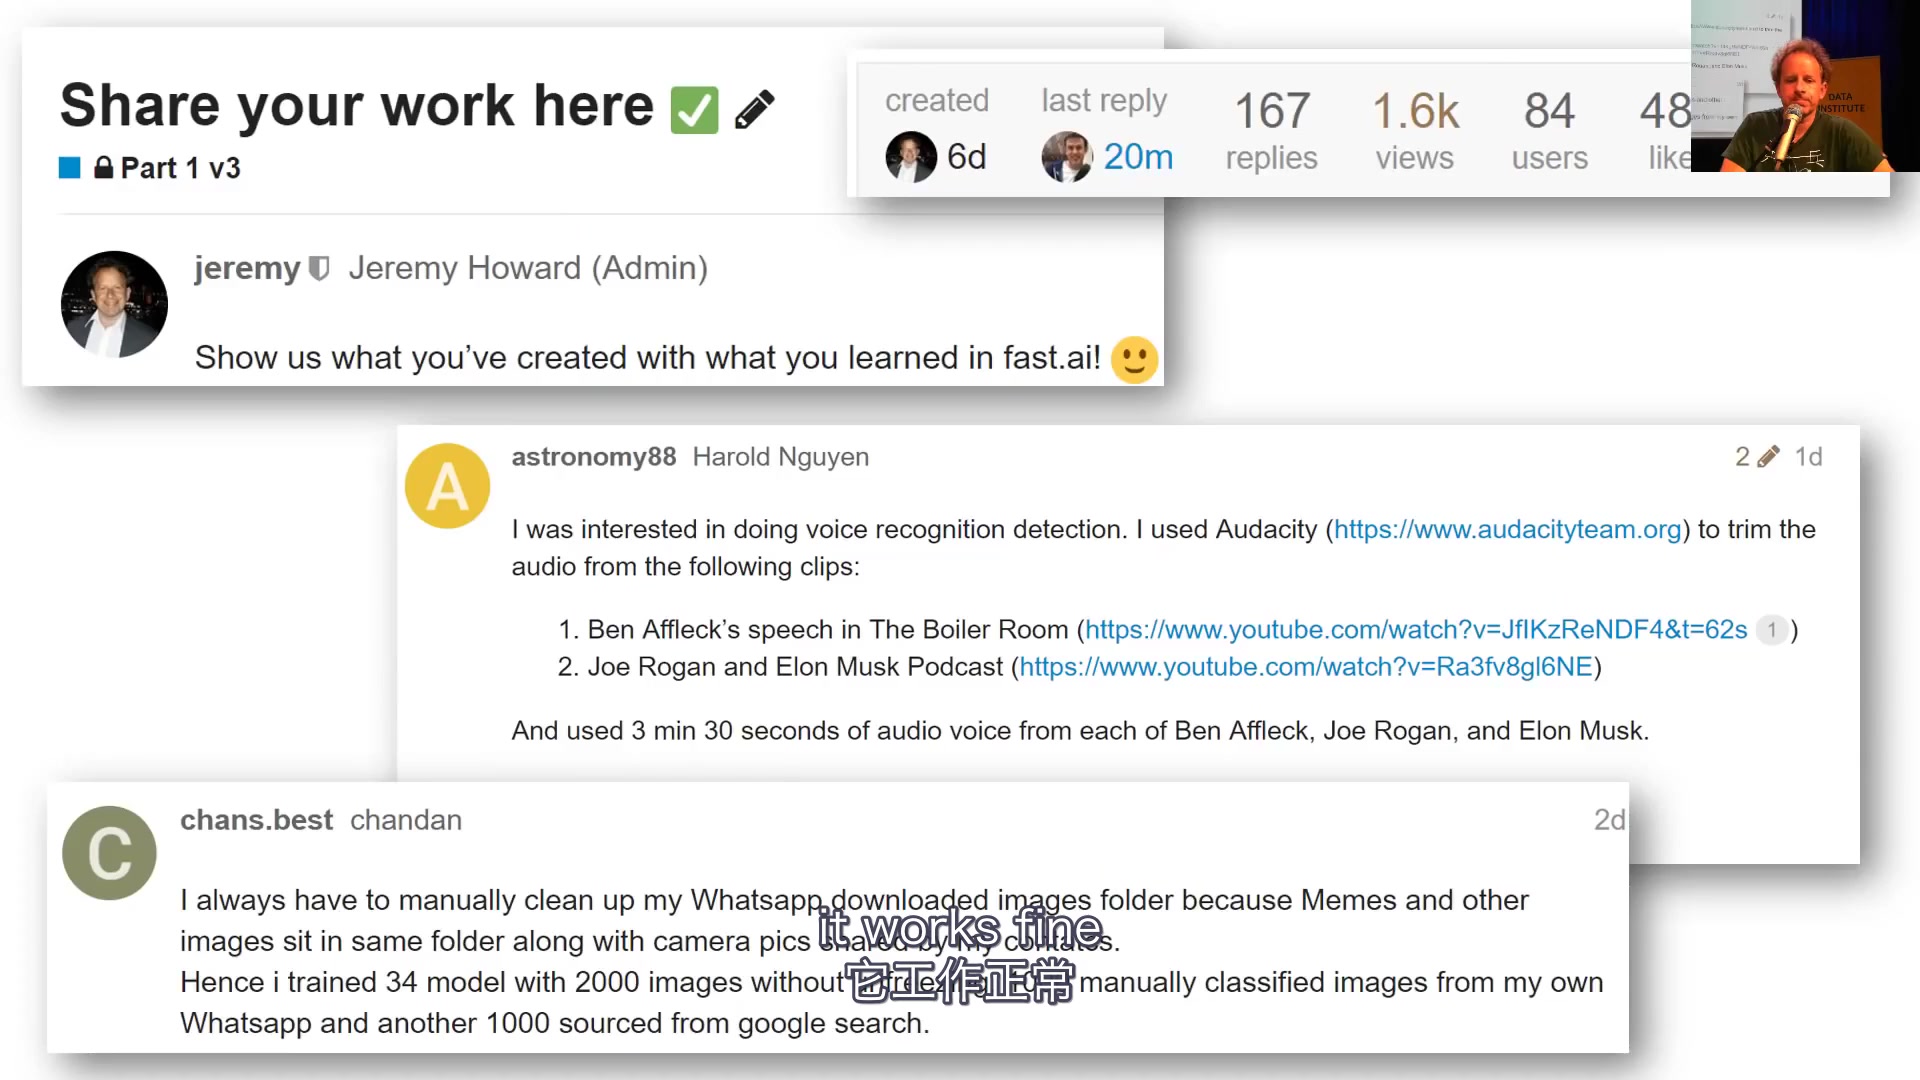 Share your work here
Part 1 v3
jeremy Jeremy Howard (Admin)
Show us what you’ve created with what you learned in fast.ai!
created
6d
last reply
20m
167
replies
1.6k
views
84
users
48
like
DATA
INSTITUTE
A
astronomy88 Harold Nguyen 2 1d
I was interested in doing voice recognition detection. I used Audacity (https://www.audacityteam.org) to trim the
audio from the following clips:
1. Ben Affleck’s speech in The Boiler Room (https://www.youtube.com/watch?v=JflKzReNDF4&t=62s 1 )
2. Joe Rogan and Elon Musk Podcast (https://www.youtube.com/watch?v=Ra3fv8gl6NE)
And used 3 min 30 seconds of audio voice from each of Ben Affleck, Joe Rogan, and Elon Musk.
C
chans.best chandan 2d
I always have to manually clean up my Whatsapp downloaded images folder because Memes and other
images sit in same folder along with camera pics shared by my contates.
Hence i trained 34 model with 2000 images without manually classified images from my own
Whatsapp and another 1000 sourced from google search.
it works fine
它工作正常